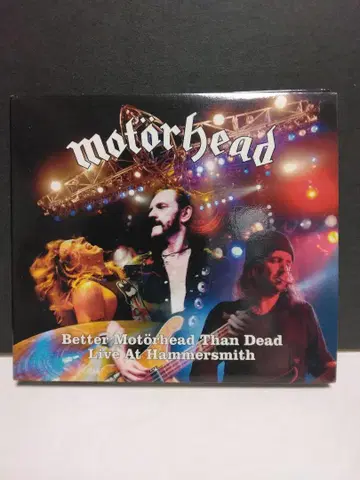 motörhead
Better Motörhead Than Dead
Live At Hammersmith